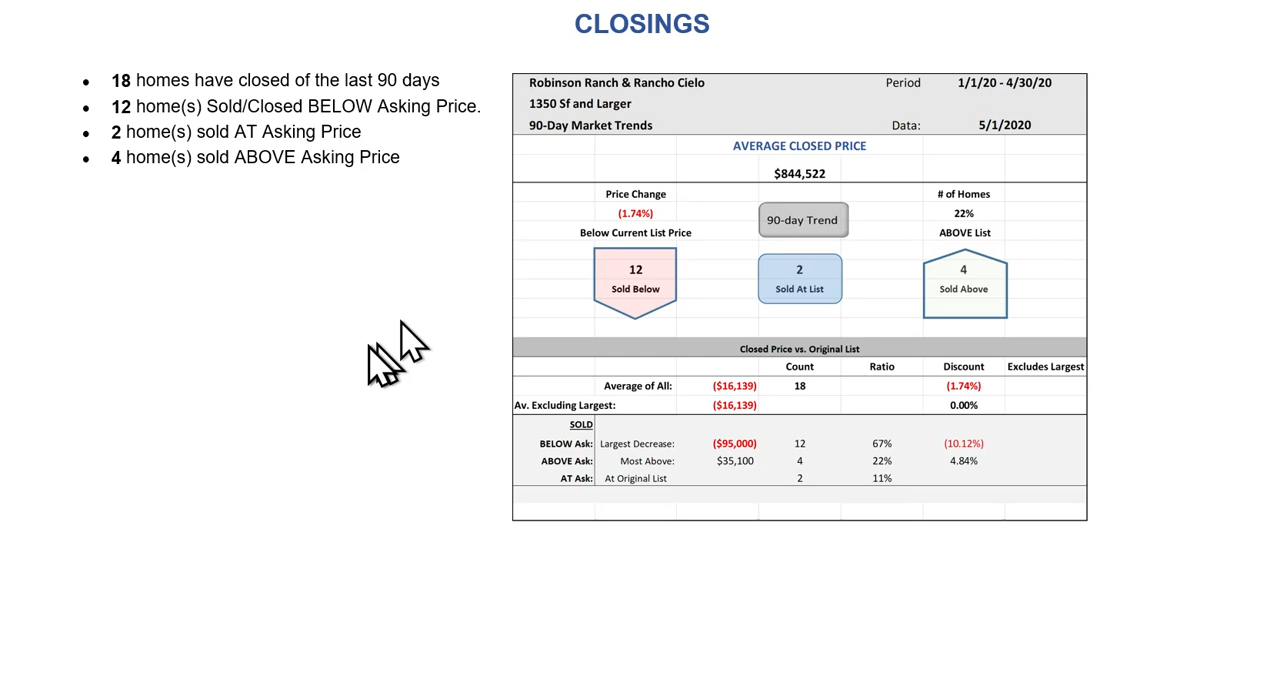 CLOSINGS
• 18 homes have closed of the last 90 days
• 12 home(s) Sold/Closed BELOW Asking Price.
• 2 home(s) sold AT Asking Price
• 4 home(s) sold ABOVE Asking Price
Robinson Ranch & Rancho Cielo Period 1/1/20 - 4/30/20
1350 Sf and Larger
90-Day Market Trends Data: 5/1/2020
AVERAGE CLOSED PRICE
$844,522
Price Change # of Homes
(1.74%) 90-day Trend 22%
Below Current List Price ABOVE List
12 2 4
Sold Below Sold At List Sold Above
Closed Price vs. Original List
Count Ratio Discount Excludes Largest
Average of All: ($16,139) 18 (1.74%)
Av. Excluding Largest: ($16,139) 0.00%
SOLD
BELOW Ask: Largest Decrease: ($95,000) 12 67% (10.12%)
ABOVE Ask: Most Above: $35,100 4 22% 4.84%
AT Ask: At Original List 2 11%